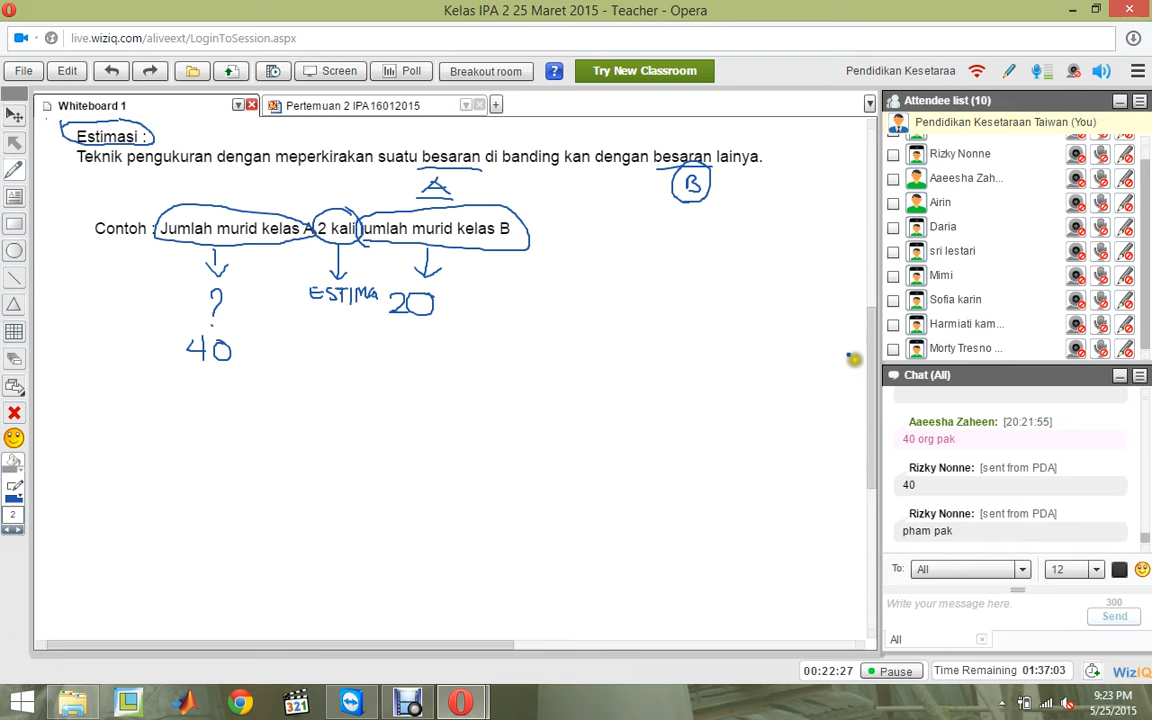 Kelas IPA 2 25 Maret 2015 - Teacher - Opera
live.wiziq.com/aliveext/LoginToSession.aspx
File Edit Screen Poll Breakout room ? Try New Classroom Pendidikan Kesetaraa
Whiteboard 1 Pertemuan 2 IPA16012015 +
Attendee list (10)
Pendidikan Kesetaraan Taiwan (You)
Rizky Nonne
Aaeesha Zah...
Airin
Daria
sri lestari
Mimi
Sofia karin
Harmiati kam...
Morty Tresno ...
Estimasi :
Teknik pengukuran dengan meperkirakan suatu besaran di banding kan dengan besaran lainya.
A B
Contoh : Jumlah murid kelas A 2 kali jumlah murid kelas B
? ESTIMA 20
40
2
Chat (All)
Aaeesha Zaheen: [20:21:55]
40 org pak
Rizky Nonne [sent from PDA]
40
Rizky Nonne [sent from PDA]
pham pak
To: All 12
Write your message here. 300
Send
All
00:22:27 Pause Time Remaining 01:37:03 WizIQ
321
9:23 PM
5/25/2015